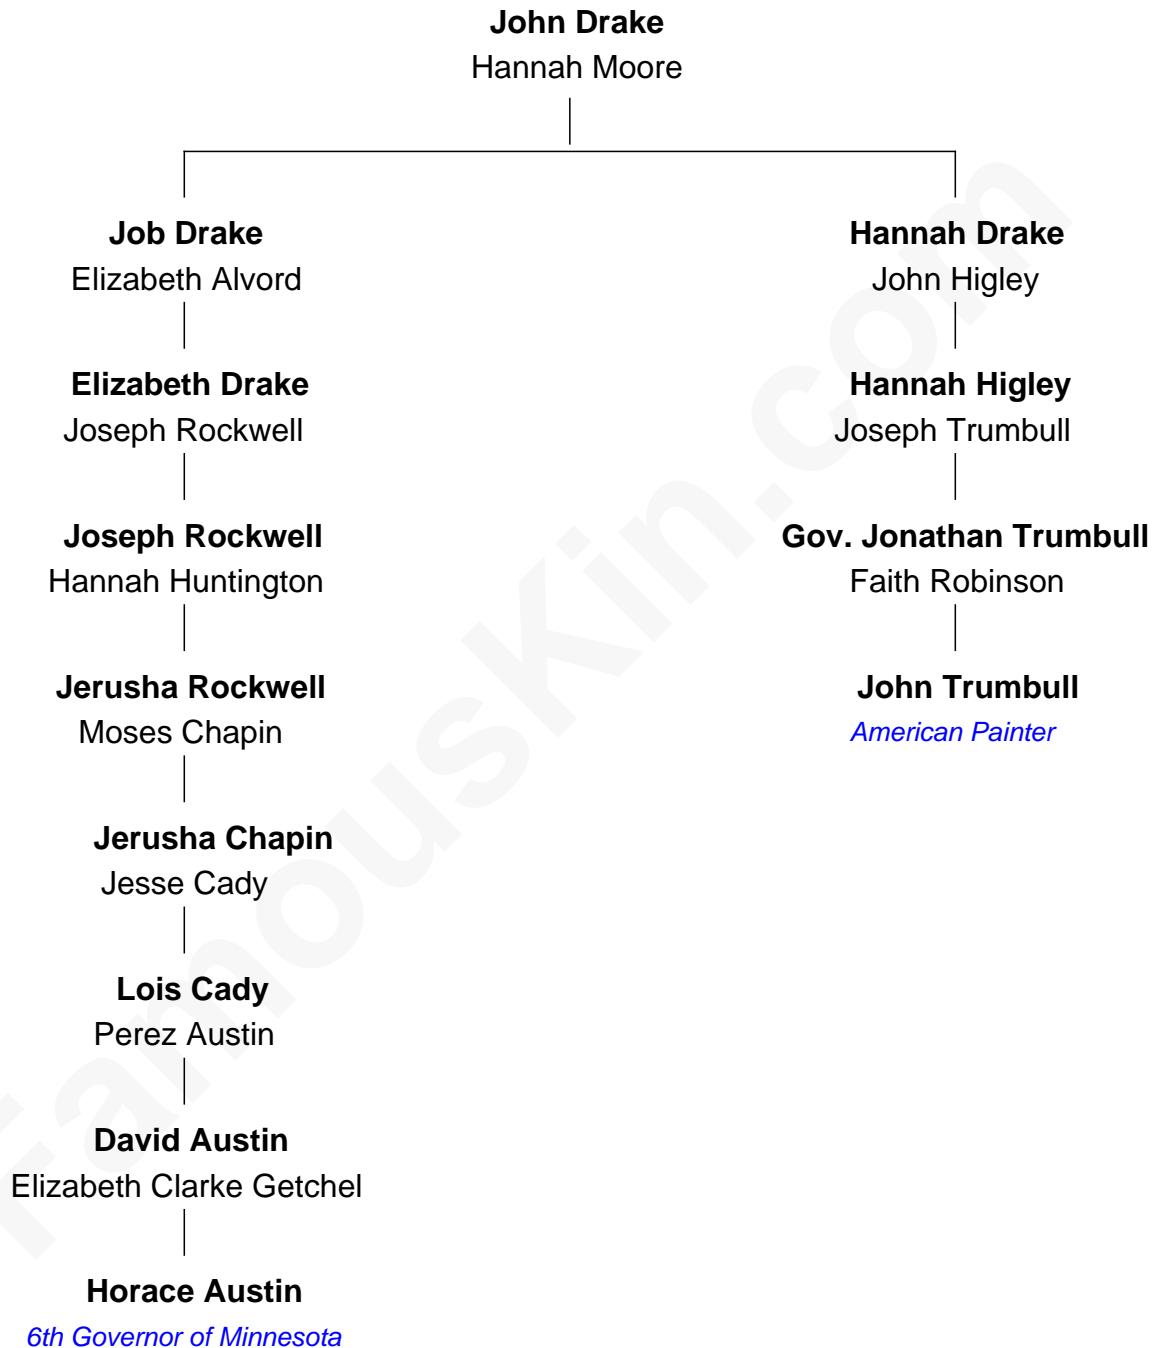 John Drake
Hannah Moore
Job Drake
Elizabeth Alvord
Hannah Drake
John Higley
Elizabeth Drake
Joseph Rockwell
Hannah Higley
Joseph Trumbull
Joseph Rockwell
Hannah Huntington
Gov. Jonathan Trumbull
Faith Robinson
Jerusha Rockwell
Moses Chapin
John Trumbull
American Painter
Jerusha Chapin
Jesse Cady
Lois Cady
Perez Austin
David Austin
Elizabeth Clarke Getchel
Horace Austin
6th Governor of Minnesota
FamousKin.com